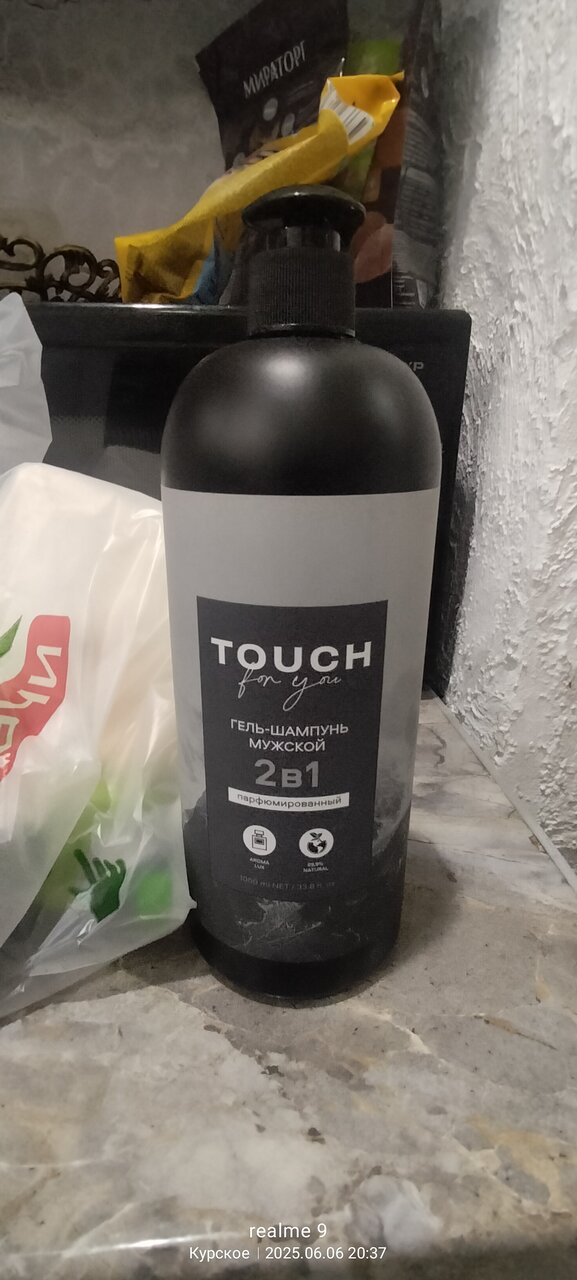 МИРАТОРГ
TOUCH
for you
ГЕЛЬ-ШАМПУНЬ
МУЖСКОЙ
2в1
парфюмированный
AROMA
LUX
99,9%
NATURAL
1000 ml NET / 33.8 fl. oz
realme 9
Курское | 2025.06.06 20:37